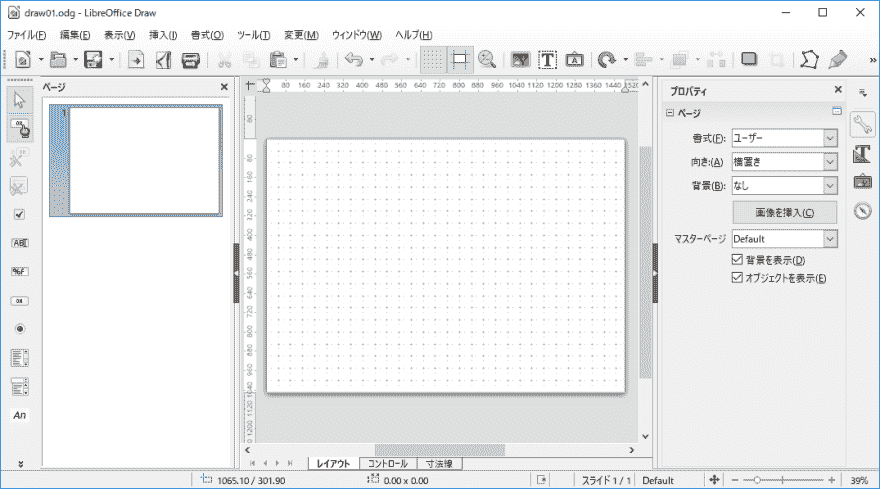 draw01.odg - LibreOffice Draw
ファイル(F) 編集(E) 表示(V) 挿入(I) 書式(O) ツール(T) 変更(M) ウィンドウ(W) ヘルプ(H)
ページ
1
80 160 240 320 400 480 560 640 720 800 880 960 1040 1120 1200 1280 1360 1440 1520
80
80 160 240 320 400 480 560 640 720 800 880 960 1040 1120 1200
プロパティ
ページ
書式(F): ユーザー
向き:(A) 横置き
背景(B): なし
画像を挿入(C)
マスターページ Default
背景を表示(D)
オブジェクトを表示(E)
OK
ABI
%F
OK
An
レイアウト コントロール 寸法線
1065.10 / 301.90 0.00 x 0.00 スライド 1 / 1 Default 39%